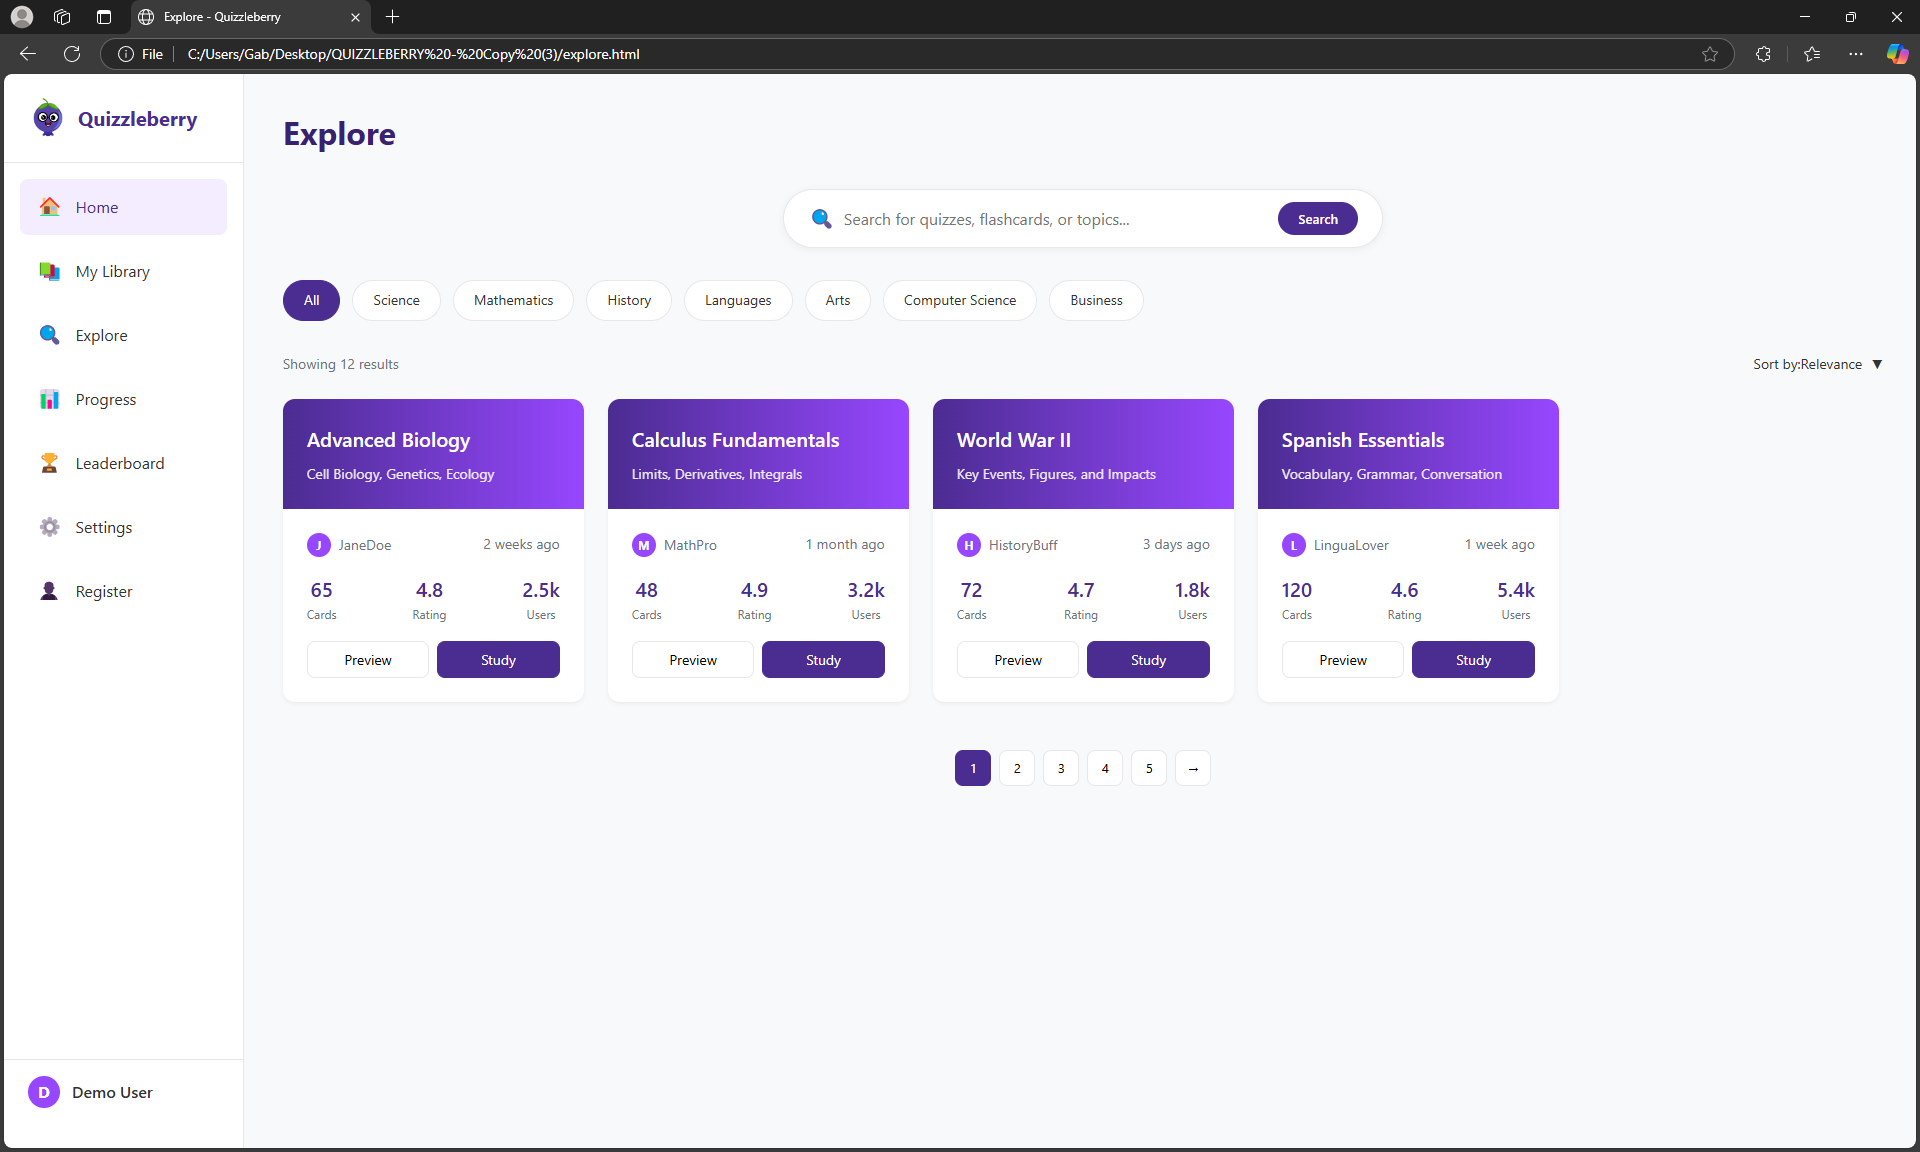 Explore - Quizzleberry
File
C:/Users/Gab/Desktop/QUIZZLEBERRY%20-%20Copy%20(3)/explore.html
Quizzleberry
Home
My Library
Explore
Progress
Leaderboard
Settings
Register
D Demo User
Explore
Search for quizzes, flashcards, or topics...
Search
All Science Mathematics History Languages Arts Computer Science Business
Showing 12 results
Sort by:Relevance ▼
Advanced Biology
Cell Biology, Genetics, Ecology
J JaneDoe 2 weeks ago
65 4.8 2.5k
Cards Rating Users
Preview Study
Calculus Fundamentals
Limits, Derivatives, Integrals
M MathPro 1 month ago
48 4.9 3.2k
Cards Rating Users
Preview Study
World War II
Key Events, Figures, and Impacts
H HistoryBuff 3 days ago
72 4.7 1.8k
Cards Rating Users
Preview Study
Spanish Essentials
Vocabulary, Grammar, Conversation
L LinguaLover 1 week ago
120 4.6 5.4k
Cards Rating Users
Preview Study
1 2 3 4 5 →